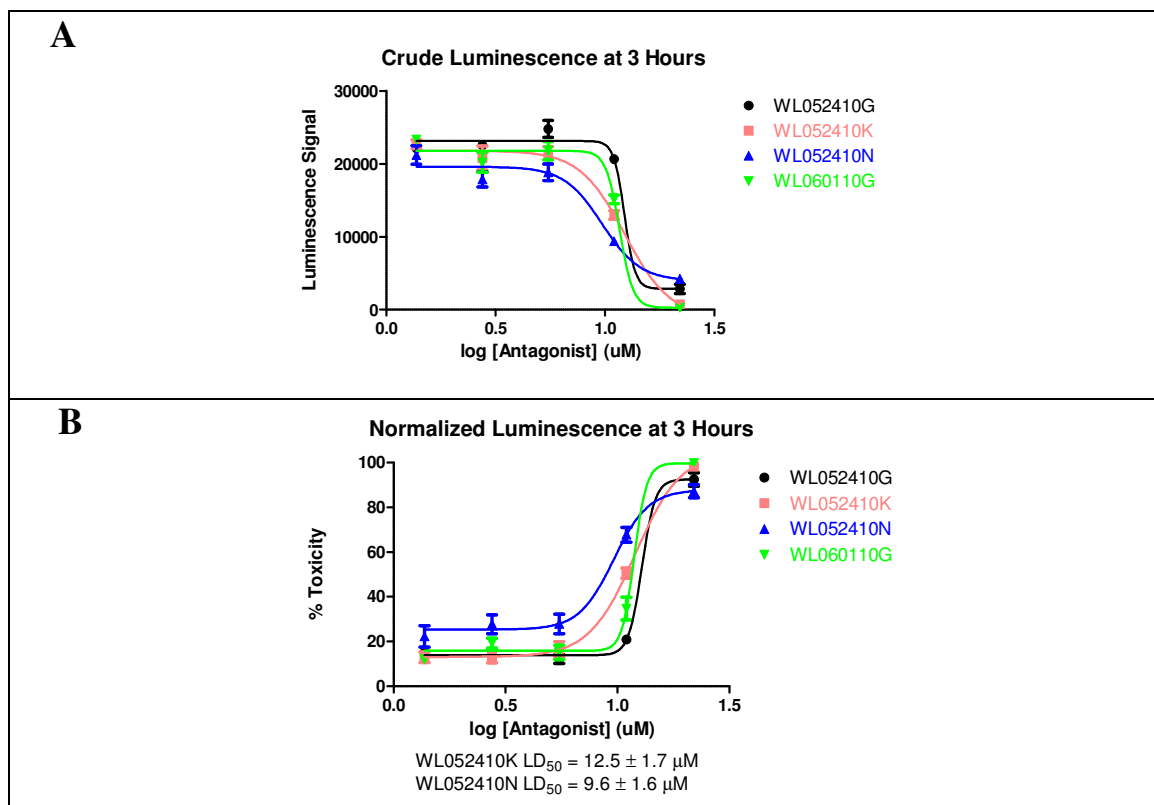 A
Crude Luminescence at 3 Hours
Luminescence Signal
30000
20000
10000
0
0.0 0.5 1.0 1.5
log [Antagonist] (uM)
WL052410G
WL052410K
WL052410N
WL060110G
B
Normalized Luminescence at 3 Hours
% Toxicity
100
80
60
40
20
0
0.0 0.5 1.0 1.5
log [Antagonist] (uM)
WL052410G
WL052410K
WL052410N
WL060110G
WL052410K LD50 = 12.5 ± 1.7 μM
WL052410N LD50 = 9.6 ± 1.6 μM